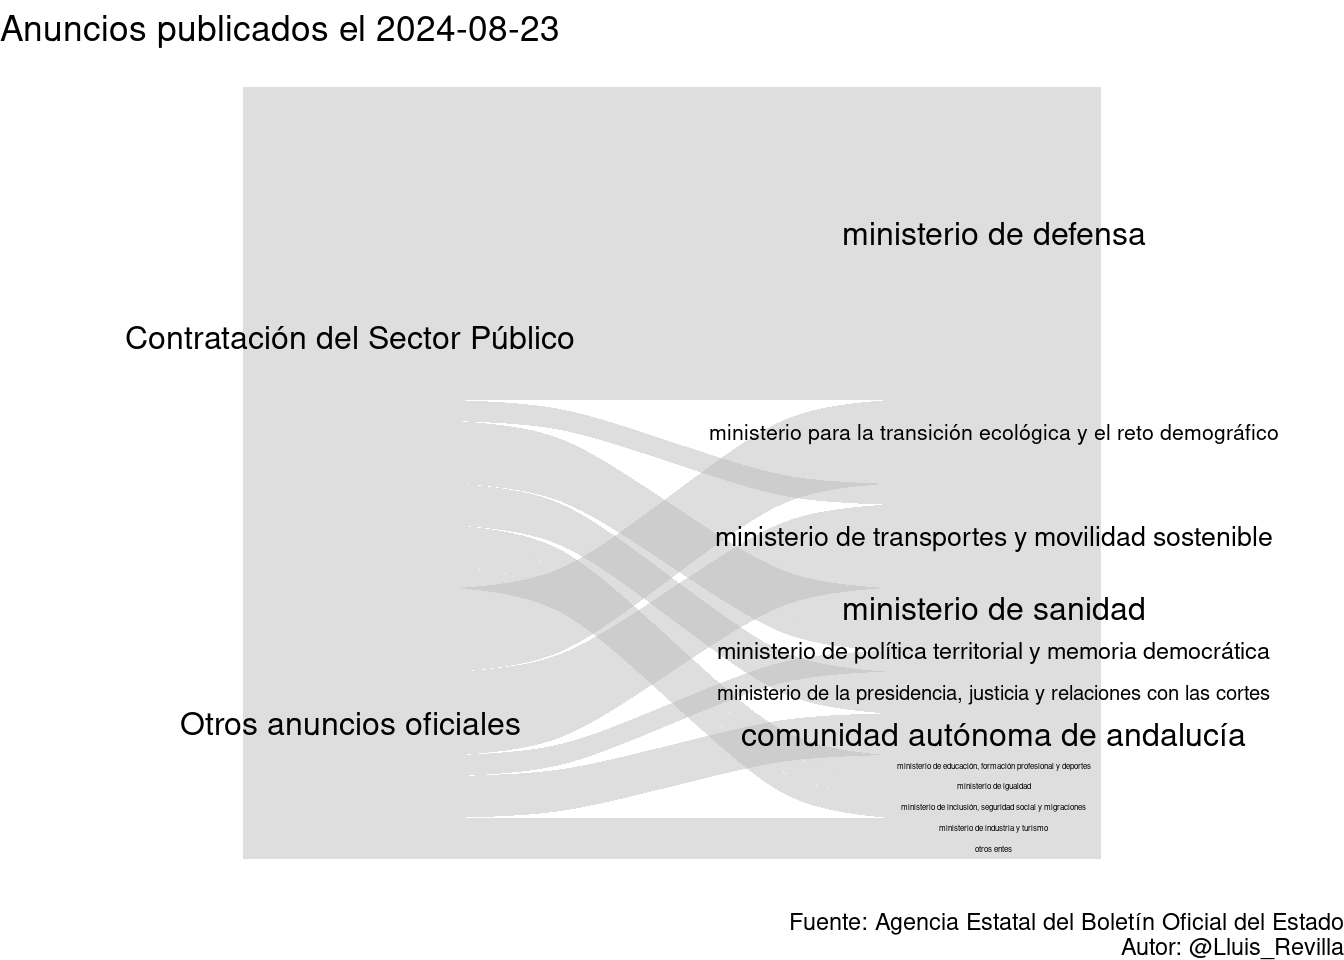 Anuncios publicados el 2024-08-23
ministerio de defensa
Contratación del Sector Público
ministerio para la transición ecológica y el reto demográfico
ministerio de transportes y movilidad sostenible
ministerio de sanidad
ministerio de política territorial y memoria democrática
ministerio de la presidencia, justicia y relaciones con las cortes
Otros anuncios oficiales
comunidad autónoma de andalucía
ministerio de educación, formación profesional y deportes
ministerio de igualdad
ministerio de inclusión, seguridad social y migraciones
ministerio de industria y turismo
otros entes
Fuente: Agencia Estatal del Boletín Oficial del Estado
Autor: @Lluis_Revilla